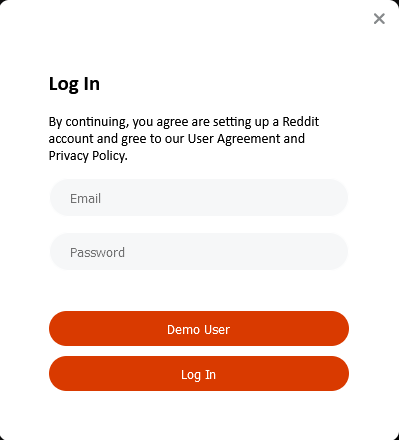 Log In
By continuing, you agree are setting up a Reddit
account and gree to our User Agreement and
Privacy Policy.
Email
Password
Demo User
Log In